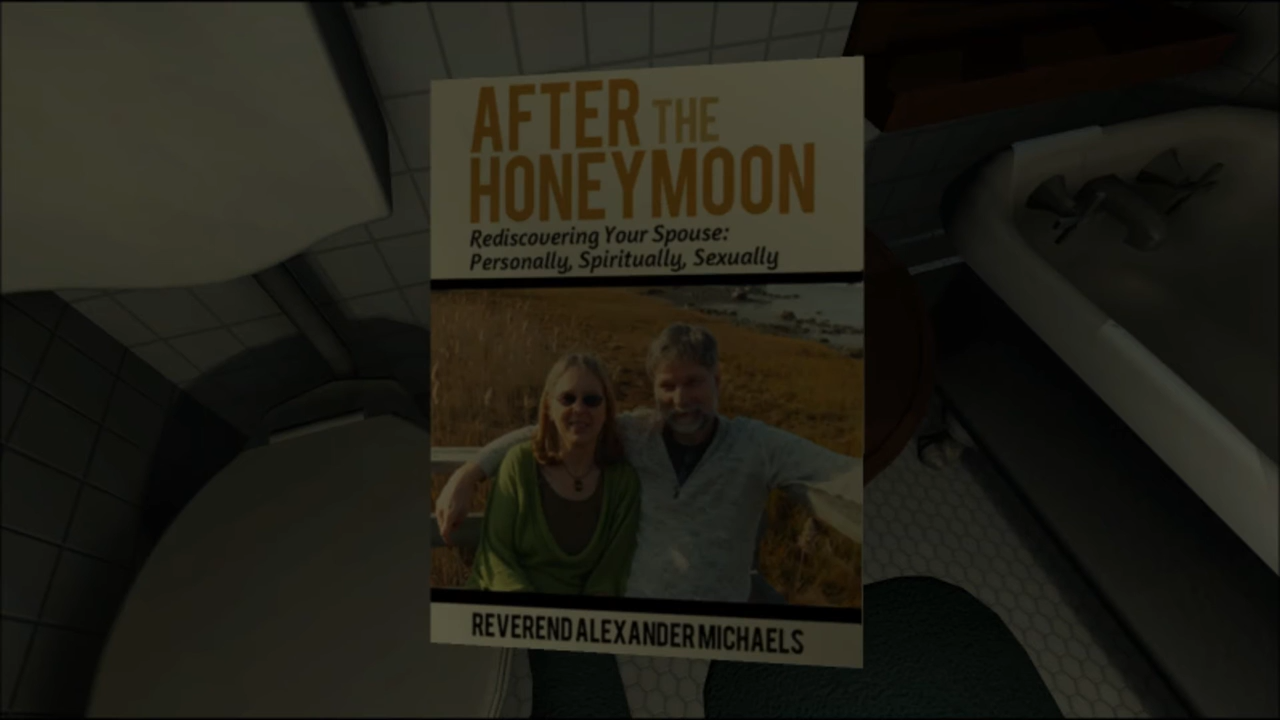 AFTER THE
HONEYMOON
Rediscovering Your Spouse:
Personally, Spiritually, Sexually
REVEREND ALEXANDER MICHAELS